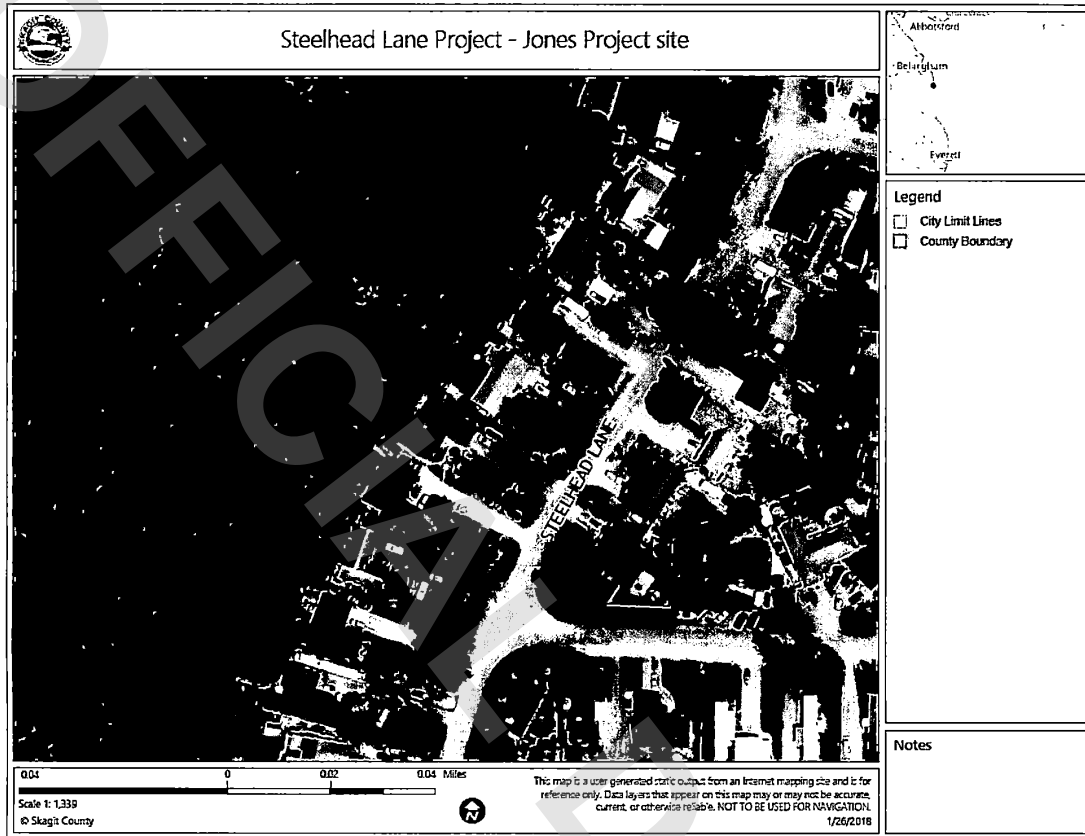 SKAGIT COUNTY
Steelhead Lane Project - Jones Project site
Abbotsford
Bellingham
Everett
Legend
City Limit Lines
County Boundary
STEELHEAD LANE
Notes
0.04 0 0.02 0.04 Miles
Scale 1: 1,339
© Skagit County
N
This map is a user generated static output from an Internet mapping site and is for
reference only. Data layers that appear on this map may or may not be accurate,
current, or otherwise reliable. NOT TO BE USED FOR NAVIGATION.
1/26/2018
OFFICIAL D